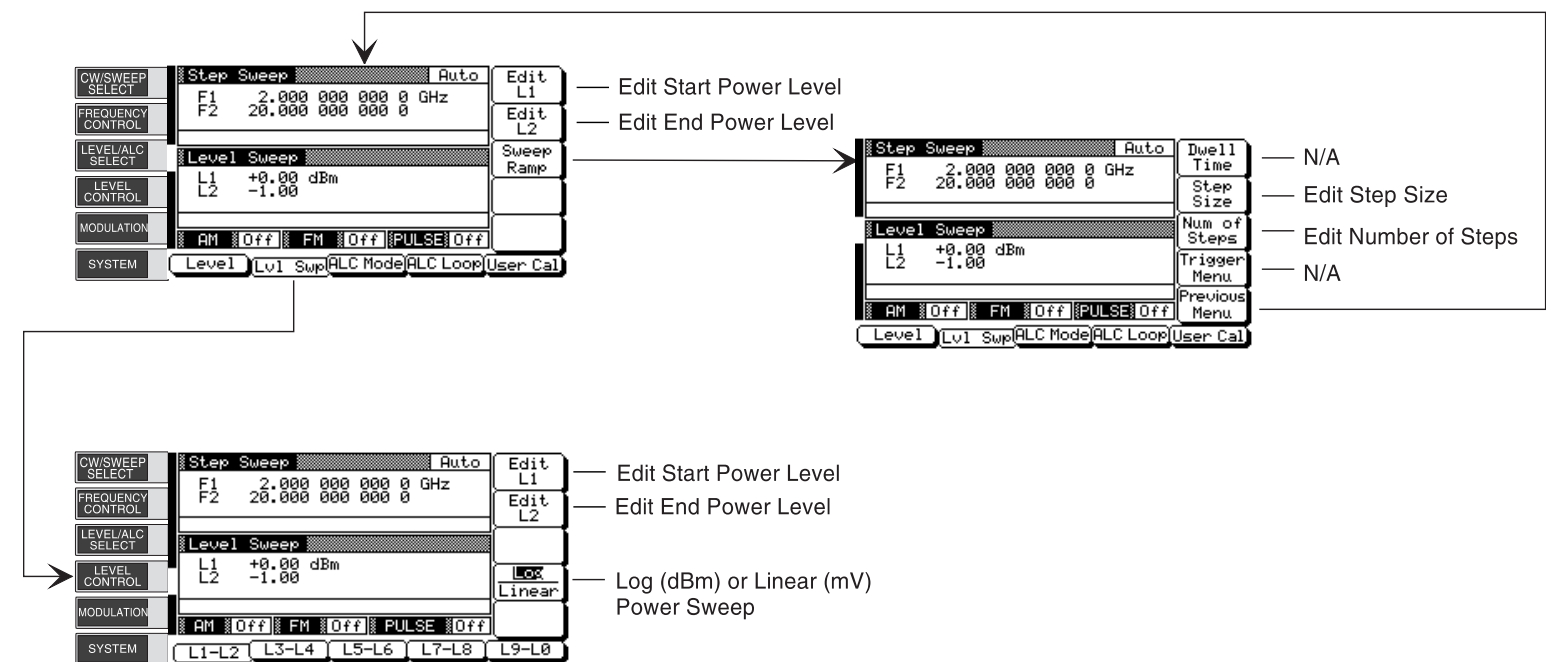 CW/SWEEP
SELECT
FREQUENCY
CONTROL
LEVEL/ALC
SELECT
LEVEL
CONTROL
MODULATION
SYSTEM
Step Sweep Auto
F1 2.000 000 000 0 GHz
F2 20.000 000 000 0
Level Sweep
L1 +0.00 dBm
L2 -1.00
AM Off FM Off PULSE Off
Level Lvl Swp ALC Mode ALC Loop User Cal
Edit
L1
Edit
L2
Sweep
Ramp
Edit Start Power Level
Edit End Power Level
Step Sweep Auto
F1 2.000 000 000 0 GHz
F2 20.000 000 000 0
Level Sweep
L1 +0.00 dBm
L2 -1.00
AM Off FM Off PULSE Off
Level Lvl Swp ALC Mode ALC Loop User Cal
Dwell
Time
Step
Size
Num of
Steps
Trigger
Menu
Previous
Menu
N/A
Edit Step Size
Edit Number of Steps
N/A
CW/SWEEP
SELECT
FREQUENCY
CONTROL
LEVEL/ALC
SELECT
LEVEL
CONTROL
MODULATION
SYSTEM
Step Sweep Auto
F1 2.000 000 000 0 GHz
F2 20.000 000 000 0
Level Sweep
L1 +0.00 dBm
L2 -1.00
AM Off FM Off PULSE Off
L1-L2 L3-L4 L5-L6 L7-L8 L9-L0
Edit
L1
Edit
L2
Log
Linear
Edit Start Power Level
Edit End Power Level
Log (dBm) or Linear (mV)
Power Sweep